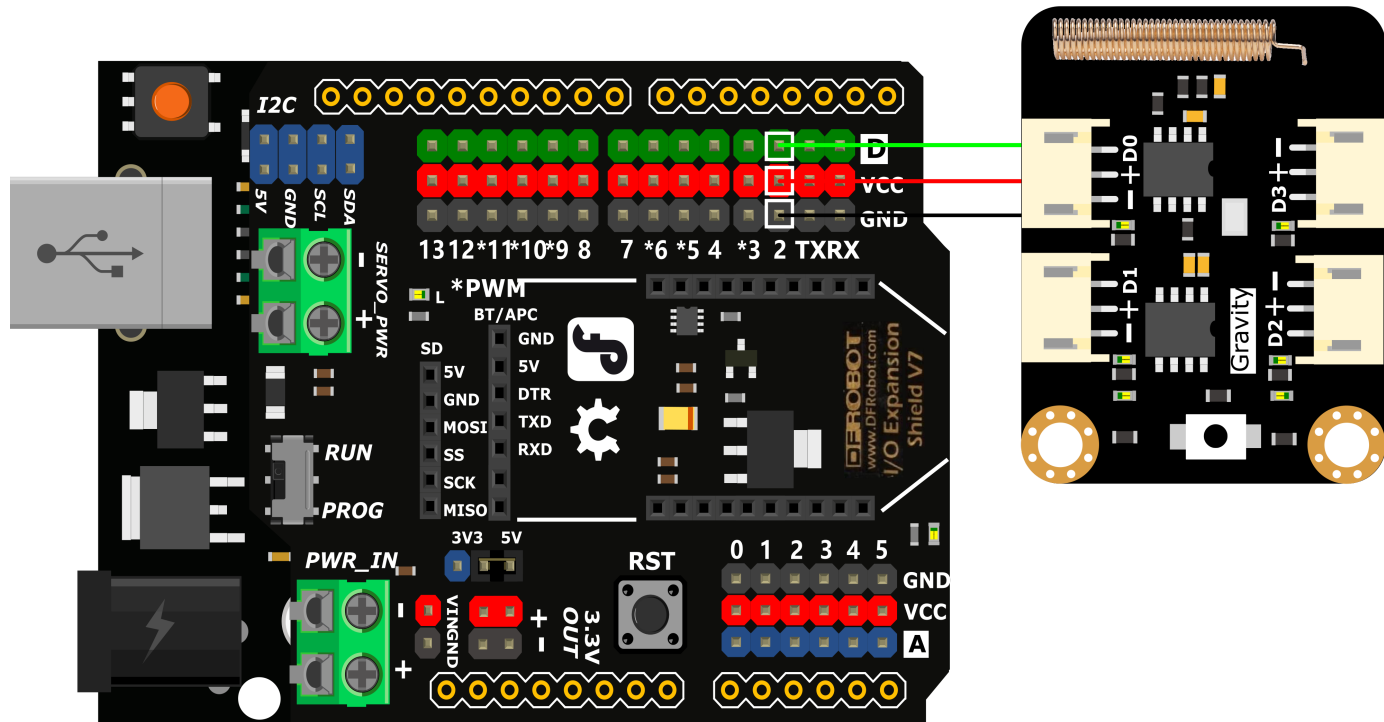 I2C
5V GND SCL SDA
D
VCC
GND
13 12 *11 *10 *9 8 7 *6 *5 4 *3 2 TX RX
SERVO_PWR
- +
L
*PWM
BT/APC
GND
5V
DTR
TXD
RXD
SD
5V
GND
MOSI
SS
SCK
MISO
RUN
PROG
DFROBOT
www.DFRobot.com
I/O Expansion
Shield V7
3V3 5V
PWR_IN
- +
VIN GND
+ -
3.3V
OUT
RST
0 1 2 3 4 5
GND
VCC
A
- + D0
- + D1
D3 + -
D2 + -
Gravity